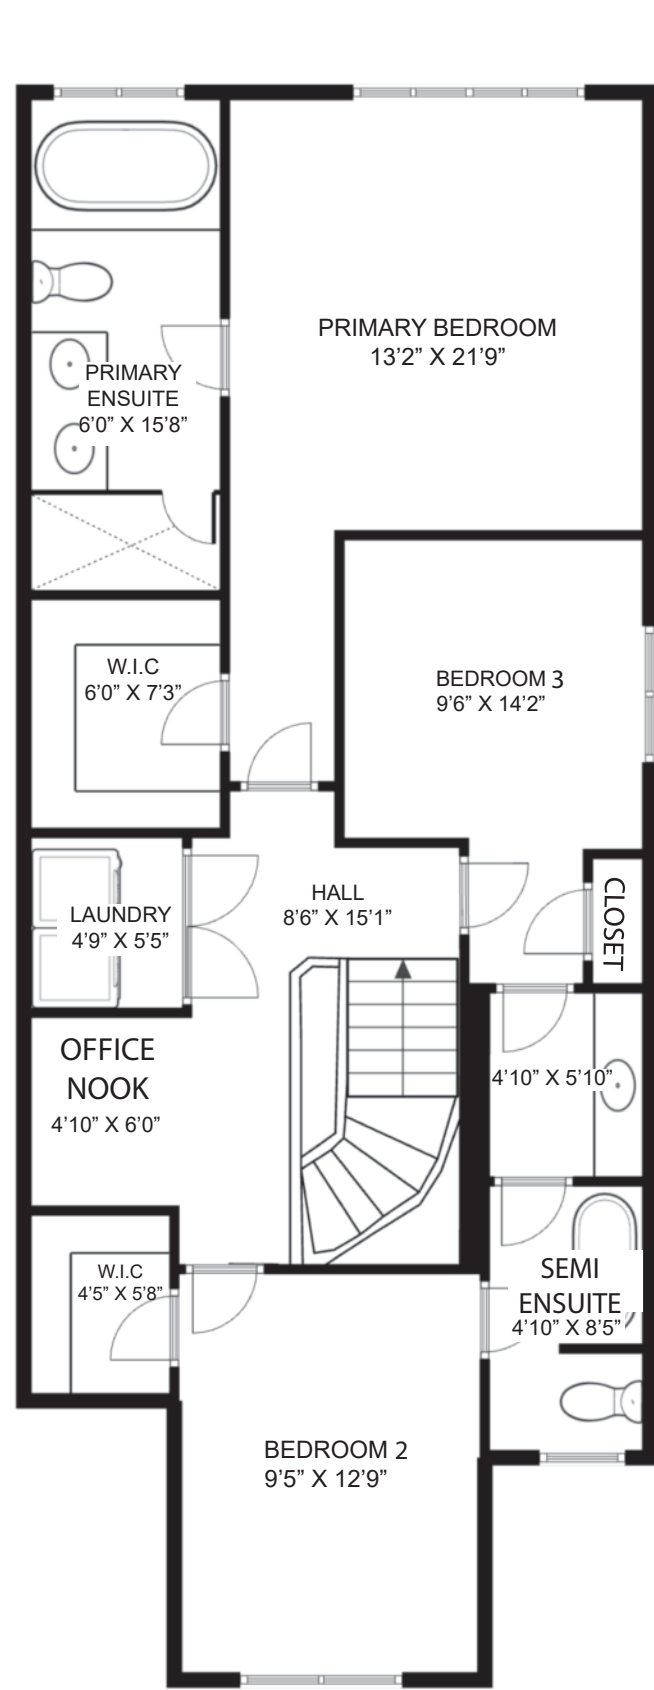 PRIMARY BEDROOM
13’2” X 21’9”
PRIMARY
ENSUITE
6’0” X 15’8”
W.I.C
6’0” X 7’3”
BEDROOM 3
9’6” X 14’2”
HALL
8’6” X 15’1”
LAUNDRY
4’9” X 5’5”
CLOSET
OFFICE
NOOK
4’10” X 6’0”
4’10” X 5’10”
W.I.C
4’5” X 5’8”
SEMI
ENSUITE
4’10” X 8’5”
BEDROOM 2
9’5” X 12’9”